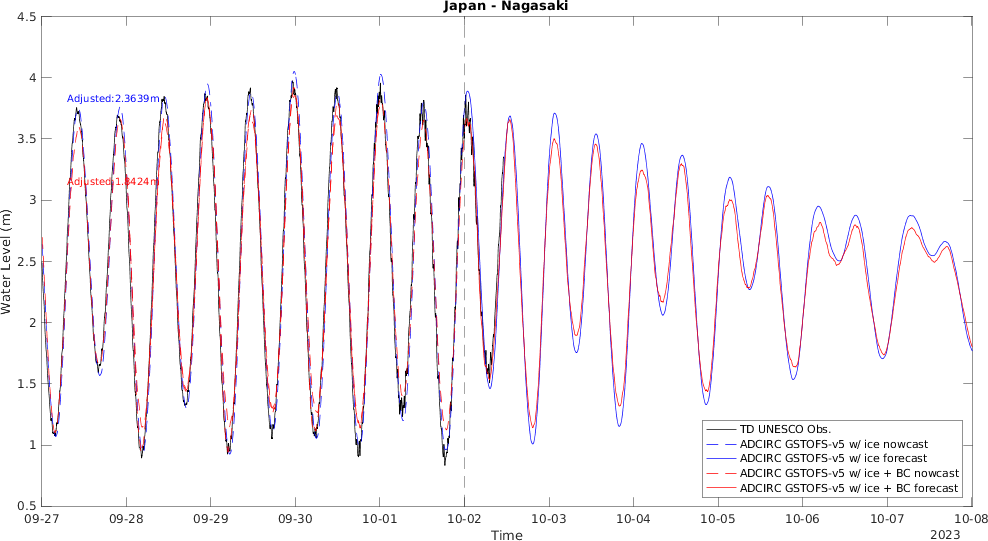 Japan - Nagasaki
4.5
4
3.5
3
2.5
2
1.5
1
0.5
Water Level (m)
Adjusted:2.3639m
Adjusted:1.8424m
TD UNESCO Obs.
ADCIRC GSTOFS-v5 w/ ice nowcast
ADCIRC GSTOFS-v5 w/ ice forecast
ADCIRC GSTOFS-v5 w/ ice + BC nowcast
ADCIRC GSTOFS-v5 w/ ice + BC forecast
09-27 09-28 09-29 09-30 10-01 10-02 10-03 10-04 10-05 10-06 10-07 10-08
Time
2023